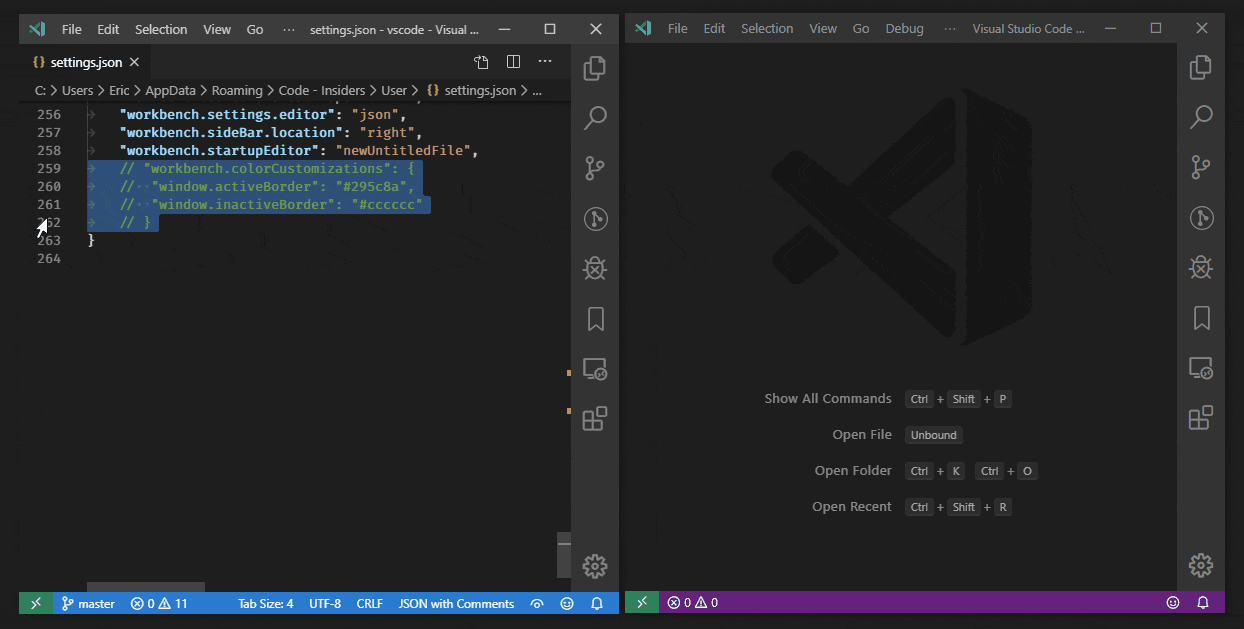 File Edit Selection View Go ··· settings.json - vscode - Visual ...
{} settings.json ×
C: > Users > Eric > AppData > Roaming > Code - Insiders > User > {} settings.json > ...
256 "workbench.settings.editor": "json",
257 "workbench.sideBar.location": "right",
258 "workbench.startupEditor": "newUntitledFile",
259 // "workbench.colorCustomizations": {
260 // "window.activeBorder": "#295c8a",
261 // "window.inactiveBorder": "#cccccc"
262 // }
263 }
264
master 0 11 Tab Size: 4 UTF-8 CRLF JSON with Comments
File Edit Selection View Go Debug ··· Visual Studio Code ...
Show All Commands Ctrl + Shift + P
Open File Unbound
Open Folder Ctrl + K Ctrl + O
Open Recent Ctrl + Shift + R
0 0